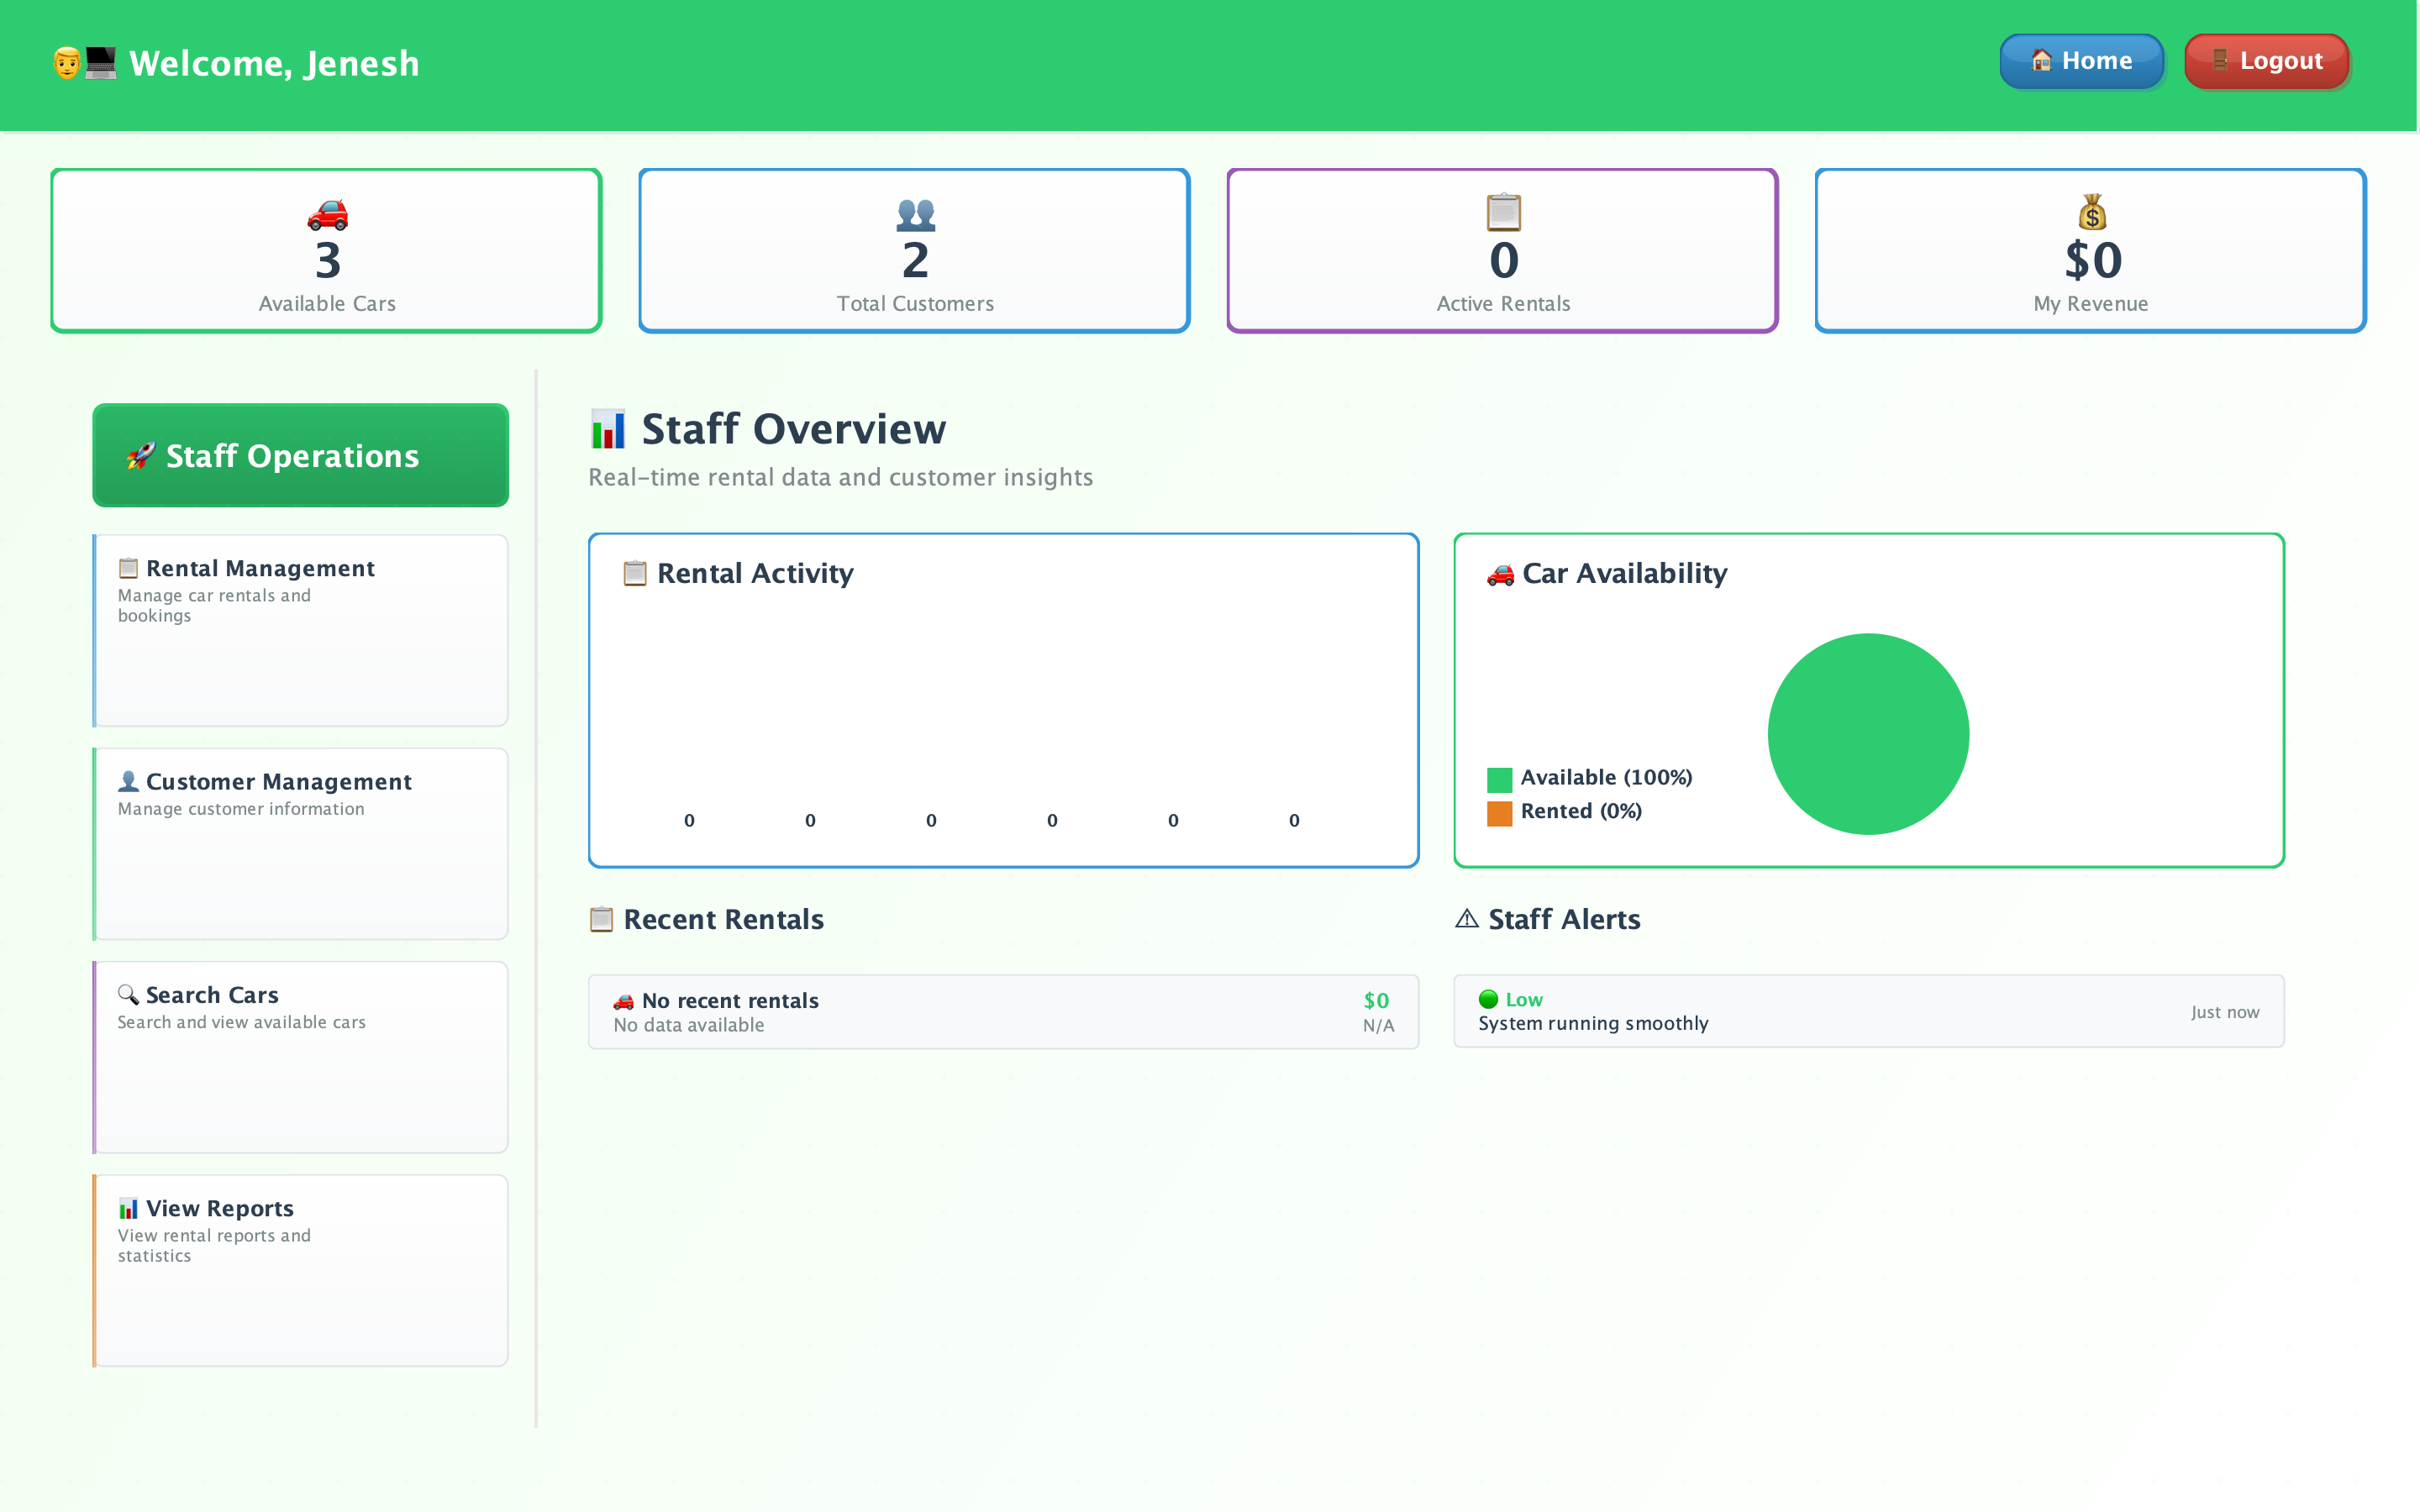 Welcome, Jenesh
Home
Logout
3
Available Cars
2
Total Customers
0
Active Rentals
$0
My Revenue
Staff Operations
Rental Management
Manage car rentals and
bookings
Customer Management
Manage customer information
Search Cars
Search and view available cars
View Reports
View rental reports and
statistics
Staff Overview
Real-time rental data and customer insights
Rental Activity
0 0 0 0 0 0
Car Availability
Available (100%)
Rented (0%)
Recent Rentals
No recent rentals
$0
No data available
N/A
Staff Alerts
Low
System running smoothly
Just now